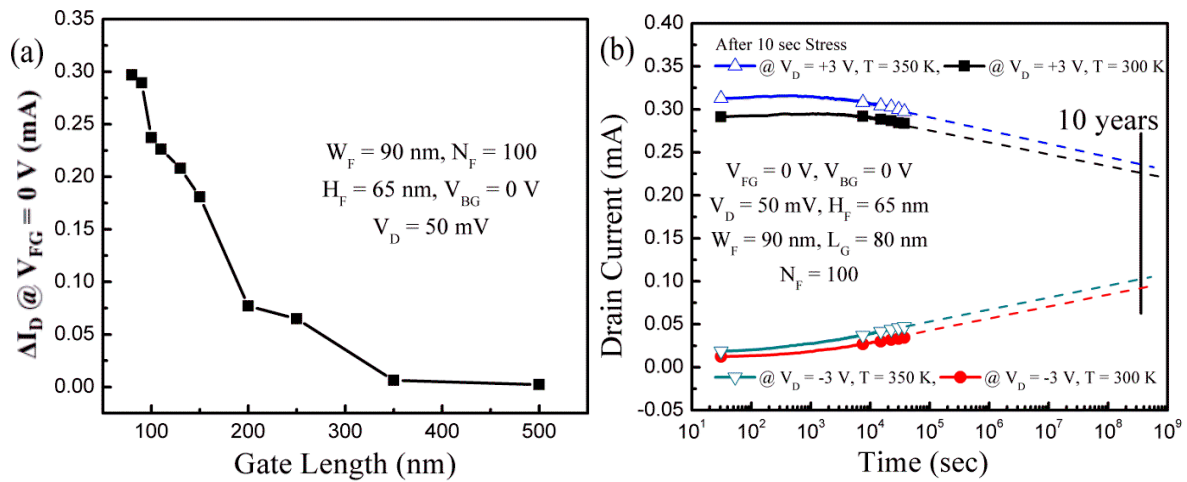 (a)
0.35
0.30
0.25
0.20
0.15
0.10
0.05
0.00
ΔI_D @ V_FG = 0 V (mA)
W_F = 90 nm, N_F = 100
H_F = 65 nm, V_BG = 0 V
V_D = 50 mV
100 200 300 400 500
Gate Length (nm)
(b)
0.40
0.35
0.30
0.25
0.20
0.15
0.10
0.05
0.00
-0.05
Drain Current (mA)
After 10 sec Stress
@ V_D = +3 V, T = 350 K, @ V_D = +3 V, T = 300 K
10 years
V_FG = 0 V, V_BG = 0 V
V_D = 50 mV, H_F = 65 nm
W_F = 90 nm, L_G = 80 nm
N_F = 100
@ V_D = -3 V, T = 350 K, @ V_D = -3 V, T = 300 K
10^1 10^2 10^3 10^4 10^5 10^6 10^7 10^8 10^9
Time (sec)